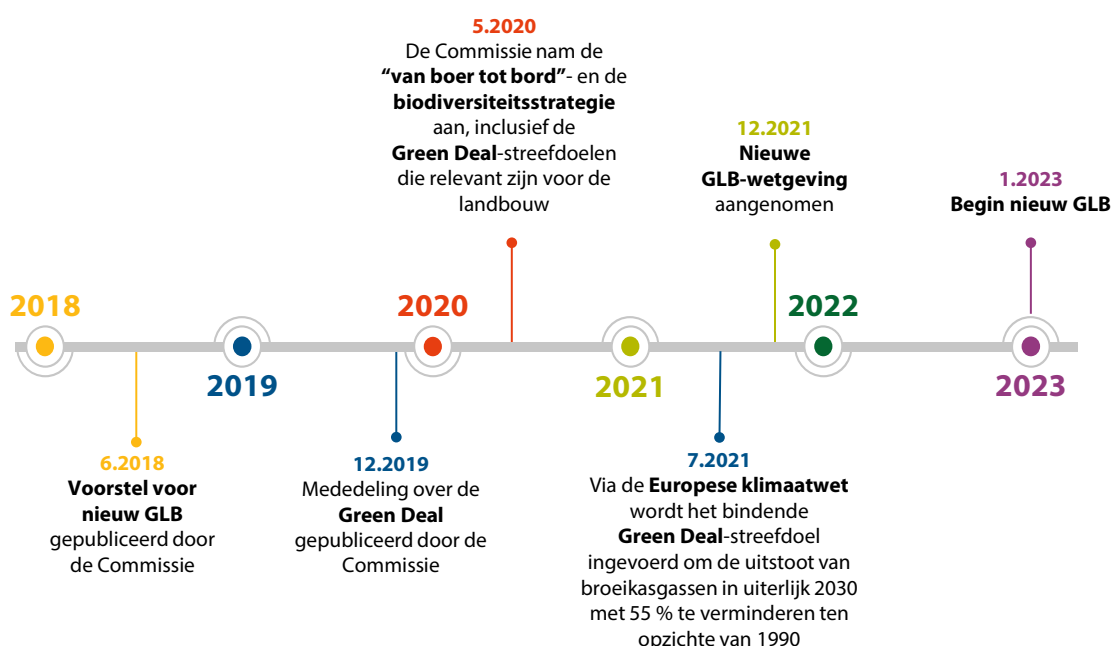 5.2020
De Commissie nam de
“van boer tot bord”- en de
biodiversiteitsstrategie
aan, inclusief de
Green Deal-streefdoelen
die relevant zijn voor de
landbouw
12.2021
Nieuwe
GLB-wetgeving
aangenomen
1.2023
Begin nieuw GLB
2018
2019
2020
2021
2022
2023
6.2018
Voorstel voor
nieuw GLB
gepubliceerd door
de Commissie
12.2019
Mededeling over de
Green Deal
gepubliceerd door de
Commissie
7.2021
Via de Europese klimaatwet
wordt het bindende
Green Deal-streefdoel
ingevoerd om de uitstoot van
broeikasgassen in uiterlijk 2030
met 55 % te verminderen ten
opzichte van 1990